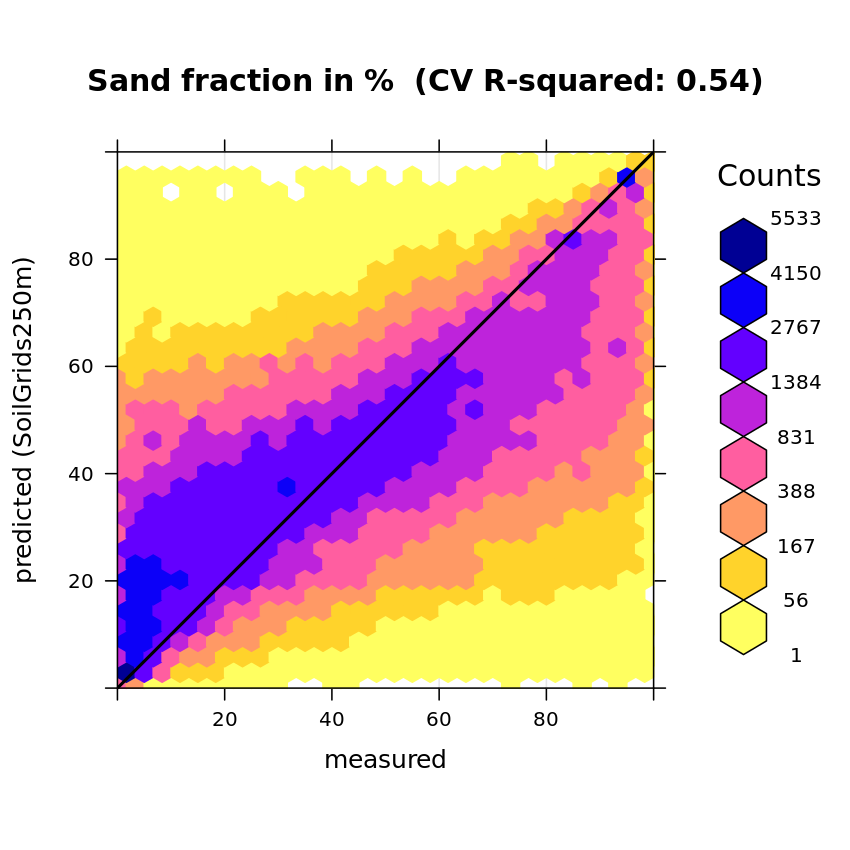 Sand fraction in %  (CV R-squared: 0.54)
Counts
5533
4150
2767
1384
831
388
167
56
1
predicted (SoilGrids250m)
80
60
40
20
20 40 60 80
measured